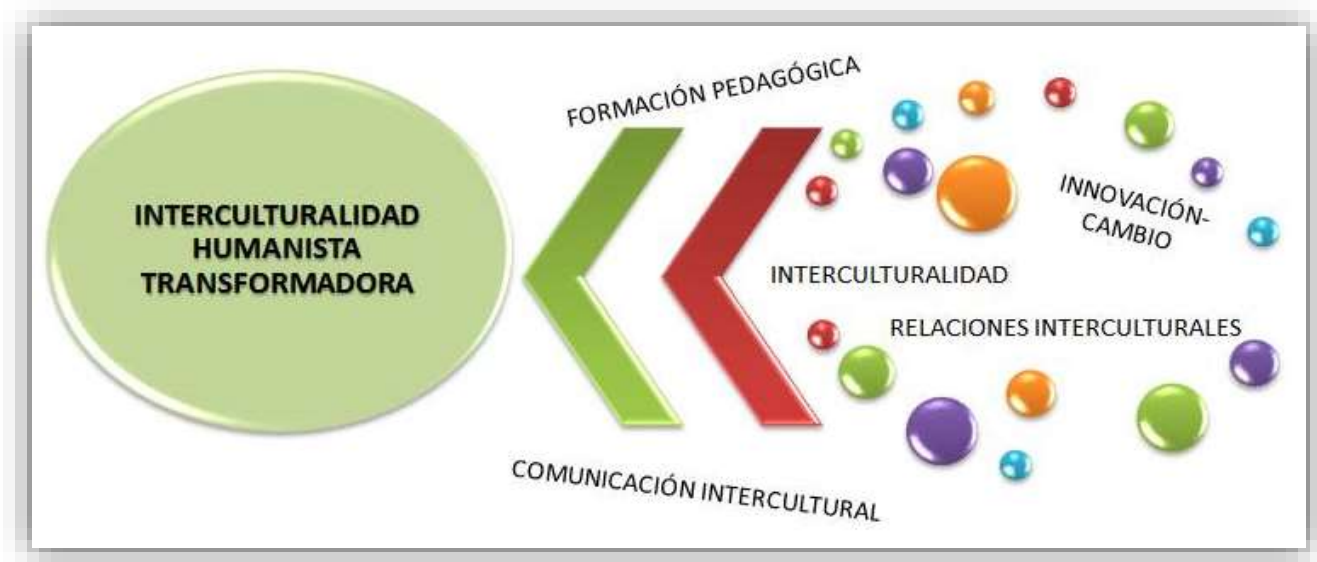 INTERCULTURALIDAD
HUMANISTA
TRANSFORMADORA
FORMACIÓN PEDAGÓGICA
INNOVACIÓN-
CAMBIO
INTERCULTURALIDAD
RELACIONES INTERCULTURALES
COMUNICACIÓN INTERCULTURAL